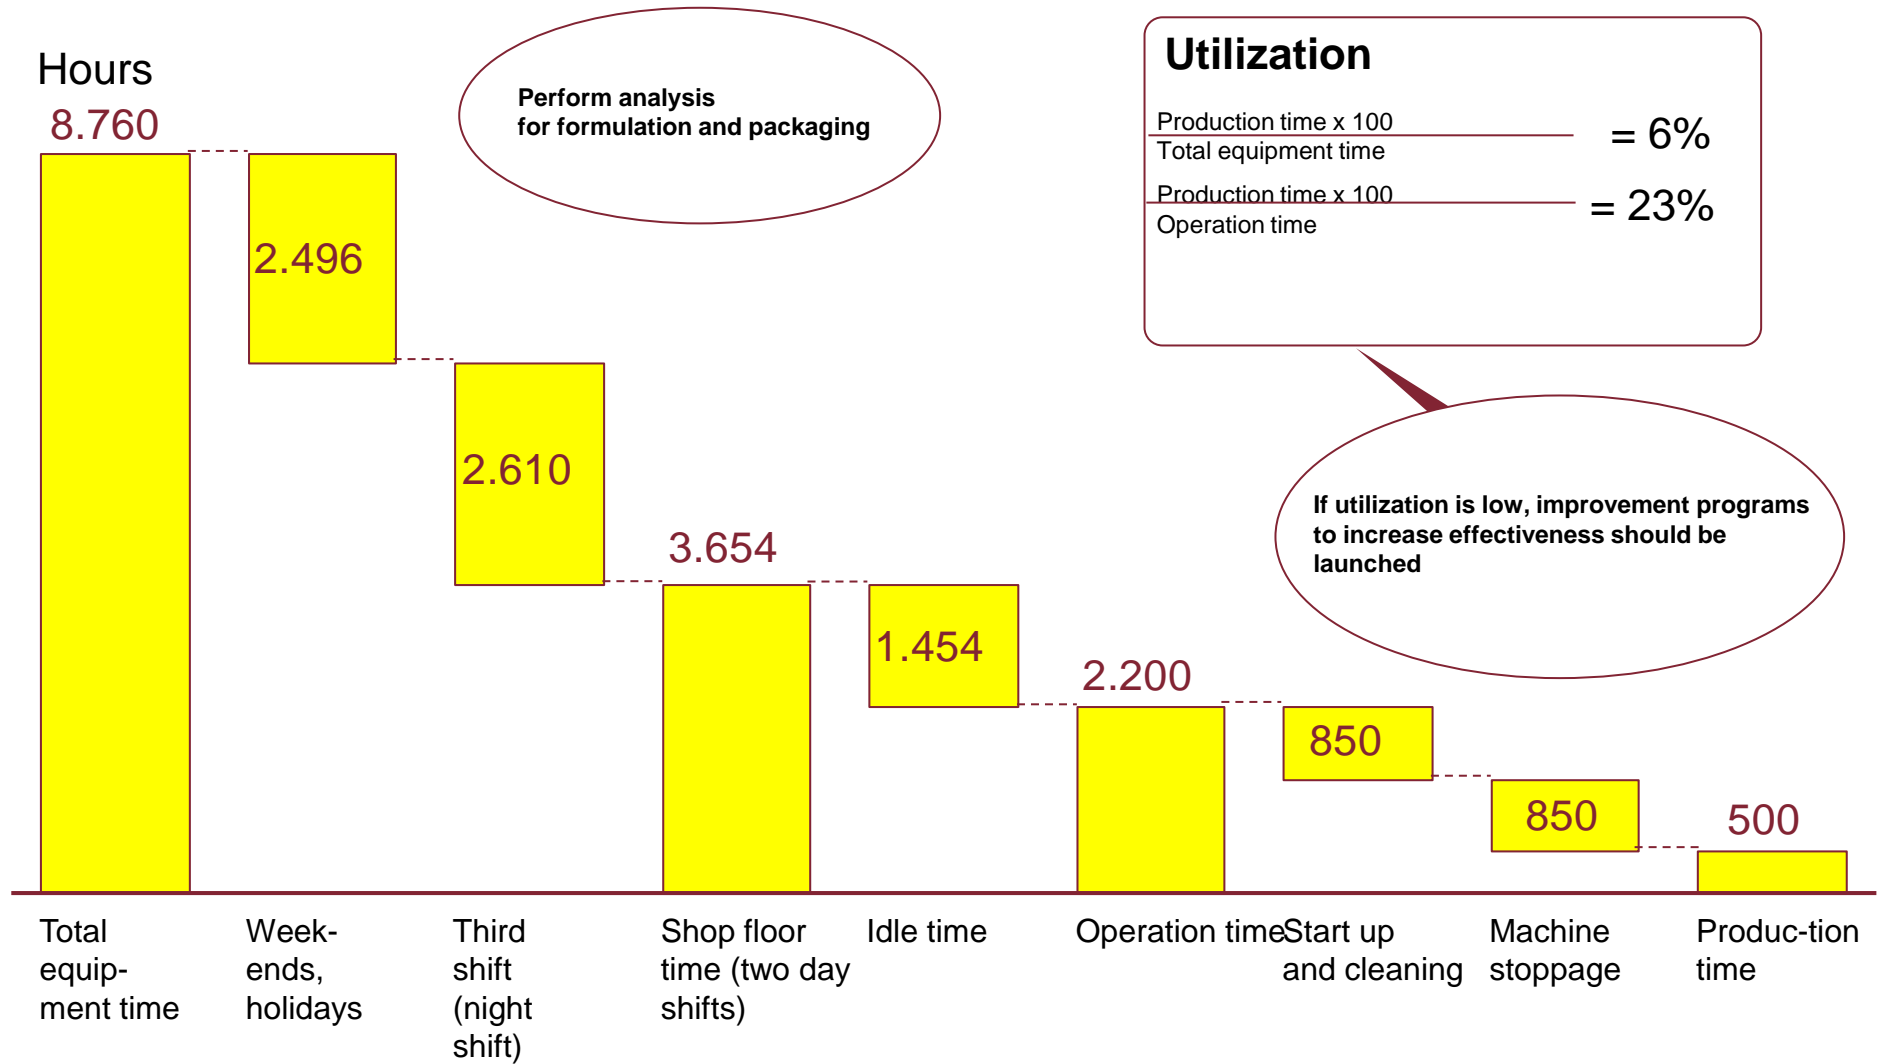 Hours
8.760
Perform analysis
for formulation and packaging
Utilization
Production time x 100
Total equipment time
= 6%
Production time x 100
Operation time
= 23%
2.496
2.610
3.654
1.454
2.200
850
850
500
If utilization is low, improvement programs
to increase effectiveness should be
launched
Total
equip-
ment time
Week-
ends,
holidays
Third
shift
(night
shift)
Shop floor
time (two day
shifts)
Idle time
Operation time
Start up
and cleaning
Machine
stoppage
Produc-tion
time